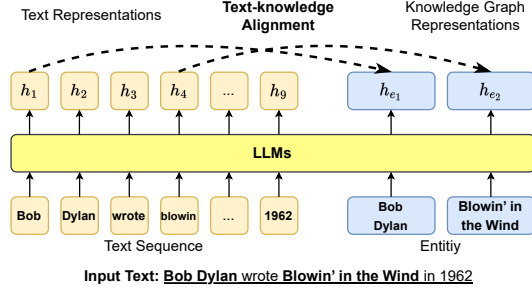 Text Representations
Text-knowledge
Alignment
Knowledge Graph
Representations
h1 h2 h3 h4 ... h9 he1 he2
LLMs
Bob Dylan wrote blowin ... 1962
Bob
Dylan
Blowin' in
the Wind
Text Sequence
Entitiy
Input Text: Bob Dylan wrote Blowin' in the Wind in 1962